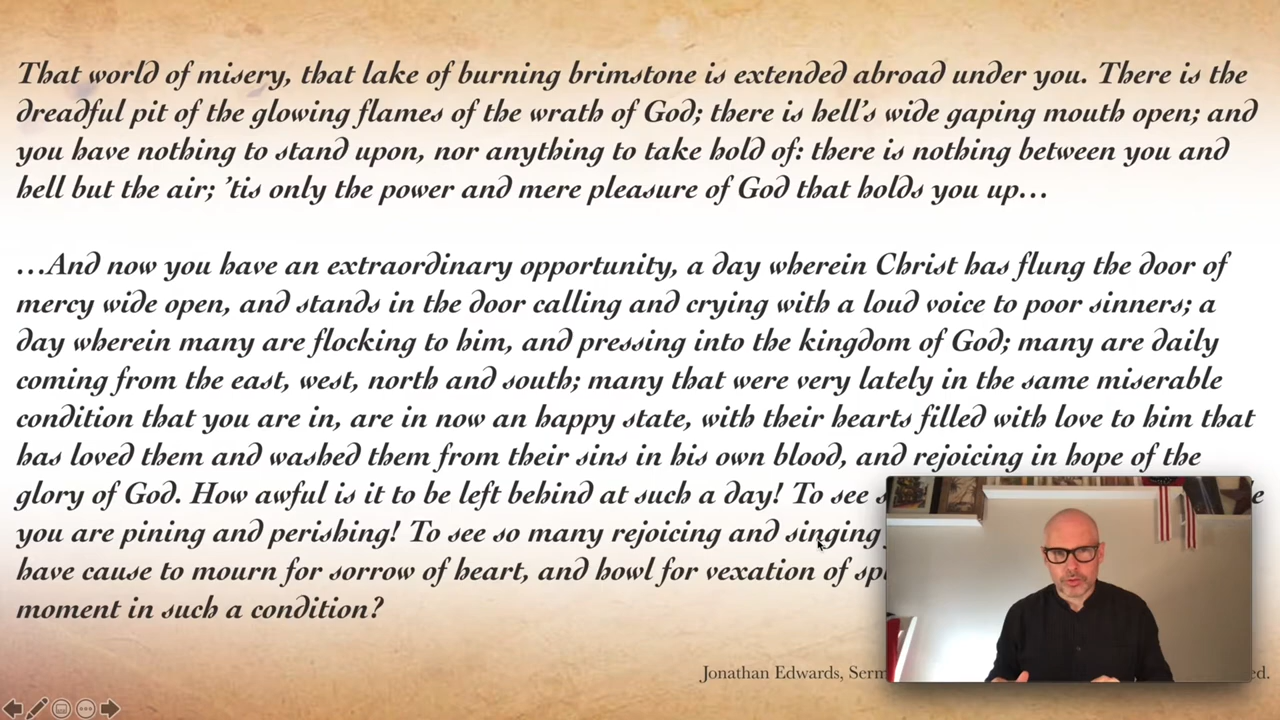 That world of misery, that lake of burning brimstone is extended abroad under you. There is the
dreadful pit of the glowing flames of the wrath of God; there is hell's wide gaping mouth open; and
you have nothing to stand upon, nor anything to take hold of: there is nothing between you and
hell but the air; 'tis only the power and mere pleasure of God that holds you up…

…And now you have an extraordinary opportunity, a day wherein Christ has flung the door of
mercy wide open, and stands in the door calling and crying with a loud voice to poor sinners; a
day wherein many are flocking to him, and pressing into the kingdom of God; many are daily
coming from the east, west, north and south; many that were very lately in the same miserable
condition that you are in, are in now an happy state, with their hearts filled with love to him that
has loved them and washed them from their sins in his own blood, and rejoicing in hope of the
glory of God. How awful is it to be left behind at such a day! To see
you are pining and perishing! To see so many rejoicing and singing
have cause to mourn for sorrow of heart, and howl for vexation of
moment in such a condition?
Jonathan Edwards,